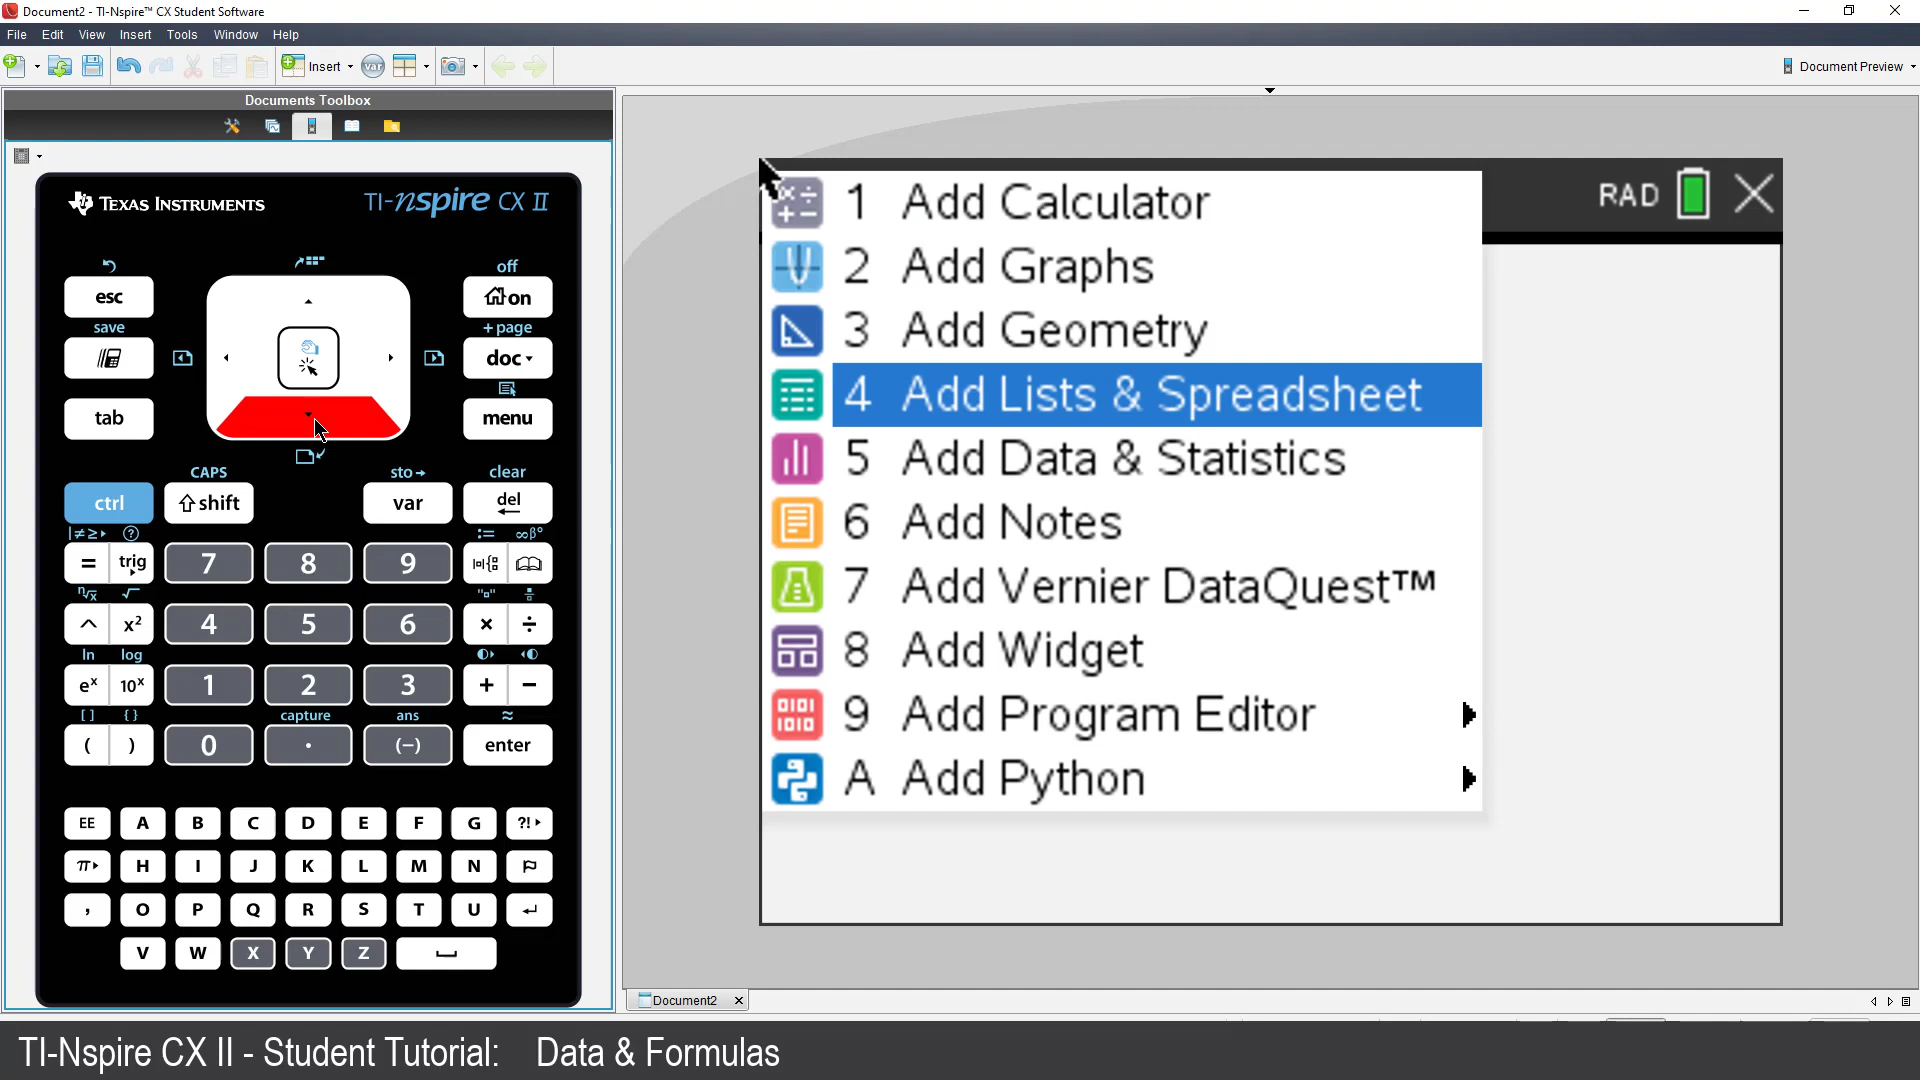 Document2 - TI-Nspire™ CX Student Software
File Edit View Insert Tools Window Help
Insert var Document Preview
Documents Toolbox
TEXAS INSTRUMENTS TI-nspire CX II
off
esc on
save + page
doc
tab menu
CAPS sto→ clear
ctrl shift var del
|≠≥▸ ? := ∞β°
= trig 7 8 9
ⁿ√x √ "▫"
^ x² 4 5 6 × ÷
ln log
eˣ 10ˣ 1 2 3 + −
[ ] { } capture ans ≈
( ) 0 . (−) enter
EE A B C D E F G ?!▸
π▸ H I J K L M N
, O P Q R S T U ↵
V W X Y Z
RAD
1 Add Calculator
2 Add Graphs
3 Add Geometry
4 Add Lists & Spreadsheet
5 Add Data & Statistics
6 Add Notes
7 Add Vernier DataQuest™
8 Add Widget
9 Add Program Editor
A Add Python
Document2
TI-Nspire CX II - Student Tutorial: Data & Formulas